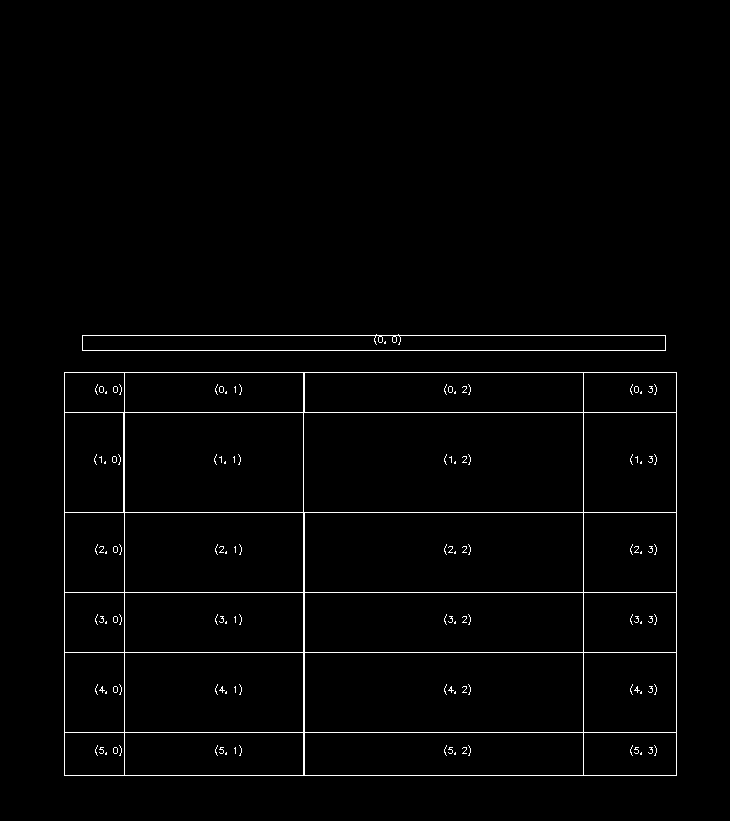 (0, 0)
(0, 0) (0, 1) (0, 2) (0, 3)
(1, 0) (1, 1) (1, 2) (1, 3)
(2, 0) (2, 1) (2, 2) (2, 3)
(3, 0) (3, 1) (3, 2) (3, 3)
(4, 0) (4, 1) (4, 2) (4, 3)
(5, 0) (5, 1) (5, 2) (5, 3)